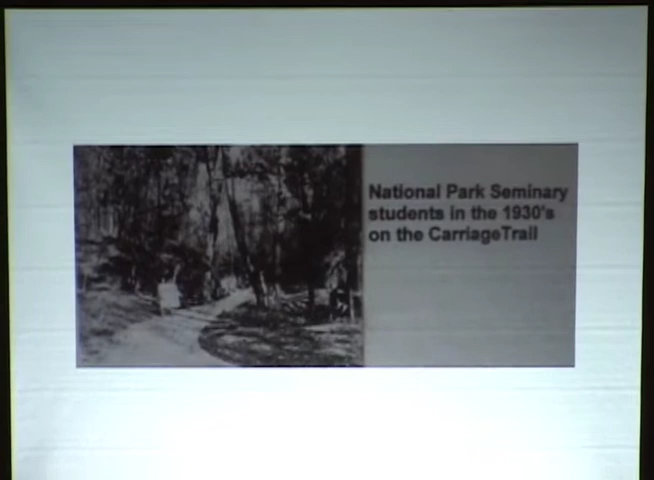 National Park Seminary
students in the 1930's
on the CarriageTrail